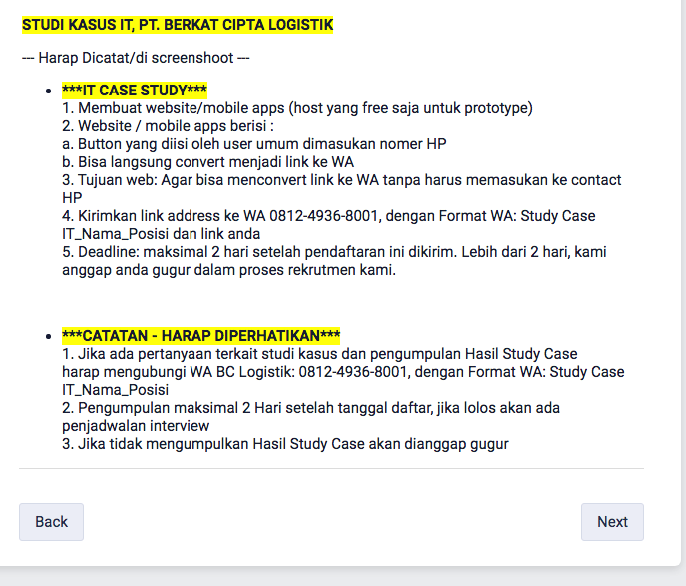 STUDI KASUS IT, PT. BERKAT CIPTA LOGISTIK
--- Harap Dicatat/di screenshoot ---
• ***IT CASE STUDY***
1. Membuat website/mobile apps (host yang free saja untuk prototype)
2. Website / mobile apps berisi :
a. Button yang diisi oleh user umum dimasukan nomer HP
b. Bisa langsung convert menjadi link ke WA
3. Tujuan web: Agar bisa menconvert link ke WA tanpa harus memasukan ke contact
HP
4. Kirimkan link address ke WA 0812-4936-8001, dengan Format WA: Study Case
IT_Nama_Posisi dan link anda
5. Deadline: maksimal 2 hari setelah pendaftaran ini dikirim. Lebih dari 2 hari, kami
anggap anda gugur dalam proses rekrutmen kami.
• ***CATATAN - HARAP DIPERHATIKAN***
1. Jika ada pertanyaan terkait studi kasus dan pengumpulan Hasil Study Case
harap mengubungi WA BC Logistik: 0812-4936-8001, dengan Format WA: Study Case
IT_Nama_Posisi
2. Pengumpulan maksimal 2 Hari setelah tanggal daftar, jika lolos akan ada
penjadwalan interview
3. Jika tidak mengumpulkan Hasil Study Case akan dianggap gugur
Back
Next